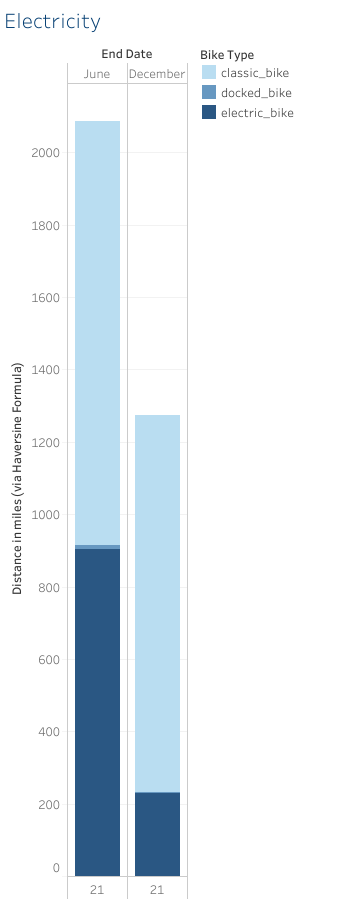 Electricity
End Date
June December
Bike Type
classic_bike
docked_bike
electric_bike
Distance in miles (via Haversine Formula)
2000
1800
1600
1400
1200
1000
800
600
400
200
0
21 21